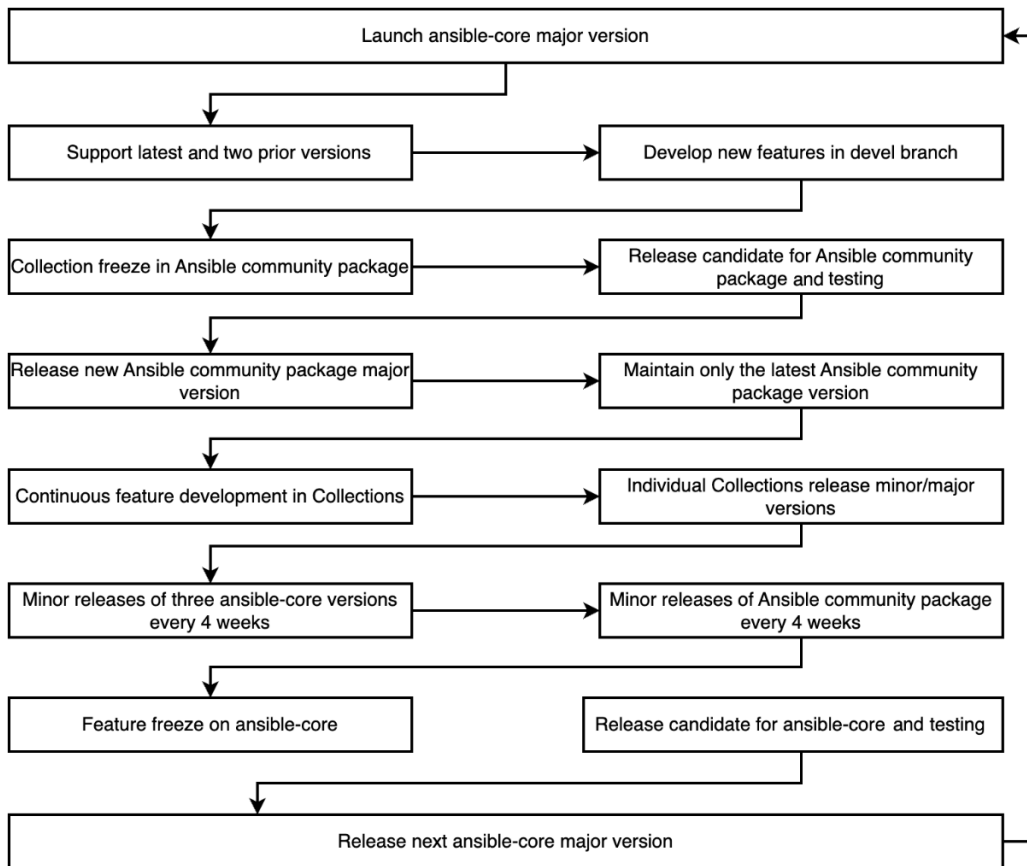 Launch ansible-core major version
Support latest and two prior versions
Develop new features in devel branch
Collection freeze in Ansible community package
Release candidate for Ansible community
package and testing
Release new Ansible community package major
version
Maintain only the latest Ansible community
package version
Continuous feature development in Collections
Individual Collections release minor/major
versions
Minor releases of three ansible-core versions
every 4 weeks
Minor releases of Ansible community package
every 4 weeks
Feature freeze on ansible-core
Release candidate for ansible-core and testing
Release next ansible-core major version